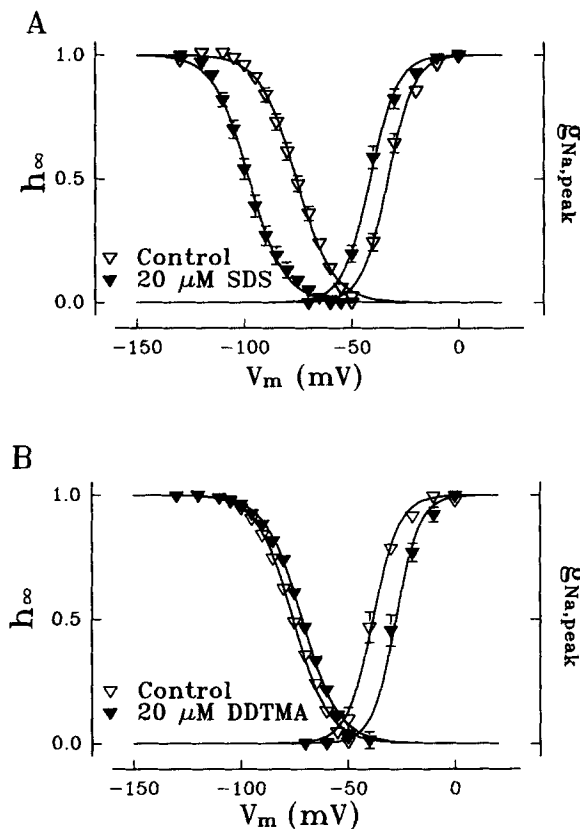 A
1.0
0.5
0.0
h∞
gNa,peak
Control
20 μM SDS
−150 −100 −50 0
Vm (mV)
B
1.0
0.5
0.0
h∞
gNa,peak
Control
20 μM DDTMA
−150 −100 −50 0
Vm (mV)